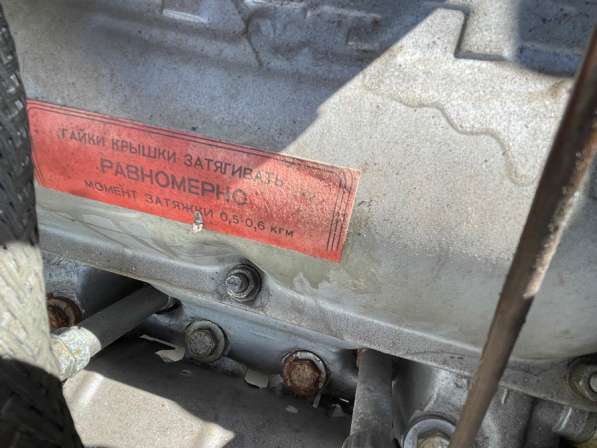 ГАЙКИ КРЫШКИ ЗАТЯГИВАТЬ
РАВНОМЕРНО
МОМЕНТ ЗАТЯЖКИ 0,5-0,6 КГМ